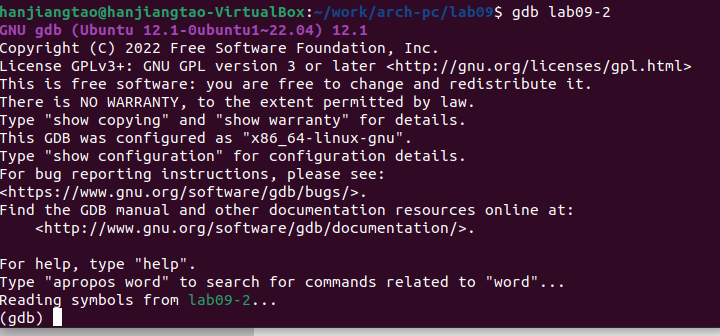 hanjiangtao@hanjiangtao-VirtualBox:~/work/arch-pc/lab09$ gdb lab09-2
GNU gdb (Ubuntu 12.1-0ubuntu1~22.04) 12.1
Copyright (C) 2022 Free Software Foundation, Inc.
License GPLv3+: GNU GPL version 3 or later <http://gnu.org/licenses/gpl.html>
This is free software: you are free to change and redistribute it.
There is NO WARRANTY, to the extent permitted by law.
Type "show copying" and "show warranty" for details.
This GDB was configured as "x86_64-linux-gnu".
Type "show configuration" for configuration details.
For bug reporting instructions, please see:
<https://www.gnu.org/software/gdb/bugs/>.
Find the GDB manual and other documentation resources online at:
    <http://www.gnu.org/software/gdb/documentation/>.

For help, type "help".
Type "apropos word" to search for commands related to "word"...
Reading symbols from lab09-2...
(gdb)